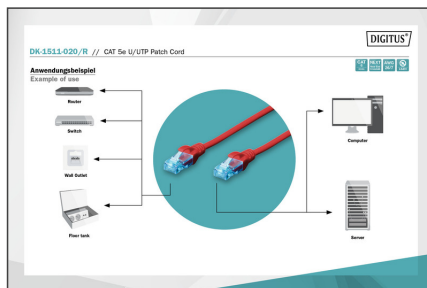 DIGITUS®
DK-1511-020/R // CAT 5e U/UTP Patch Cord
Anwendungsbeispiel
Example of use
Router
Switch
Wall Outlet
Floor tank
Computer
Server